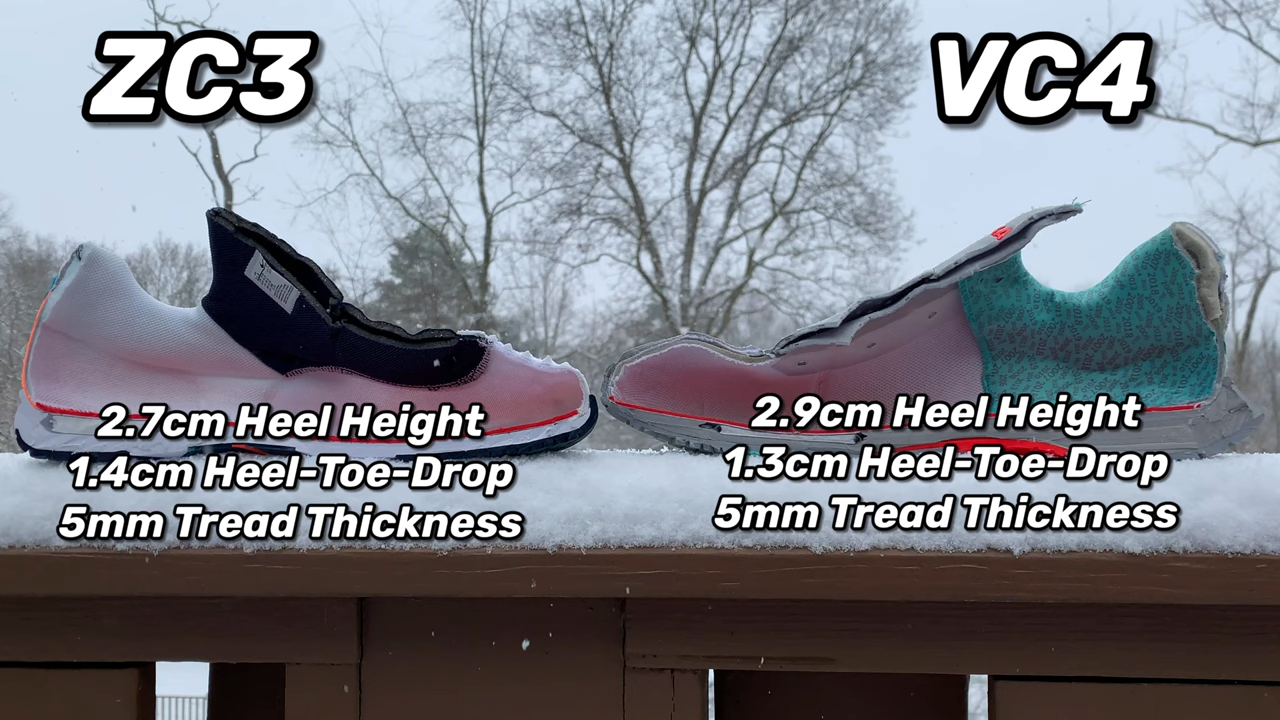 ZC3
VC4
2.7cm Heel Height
1.4cm Heel-Toe-Drop
5mm Tread Thickness
2.9cm Heel Height
1.3cm Heel-Toe-Drop
5mm Tread Thickness